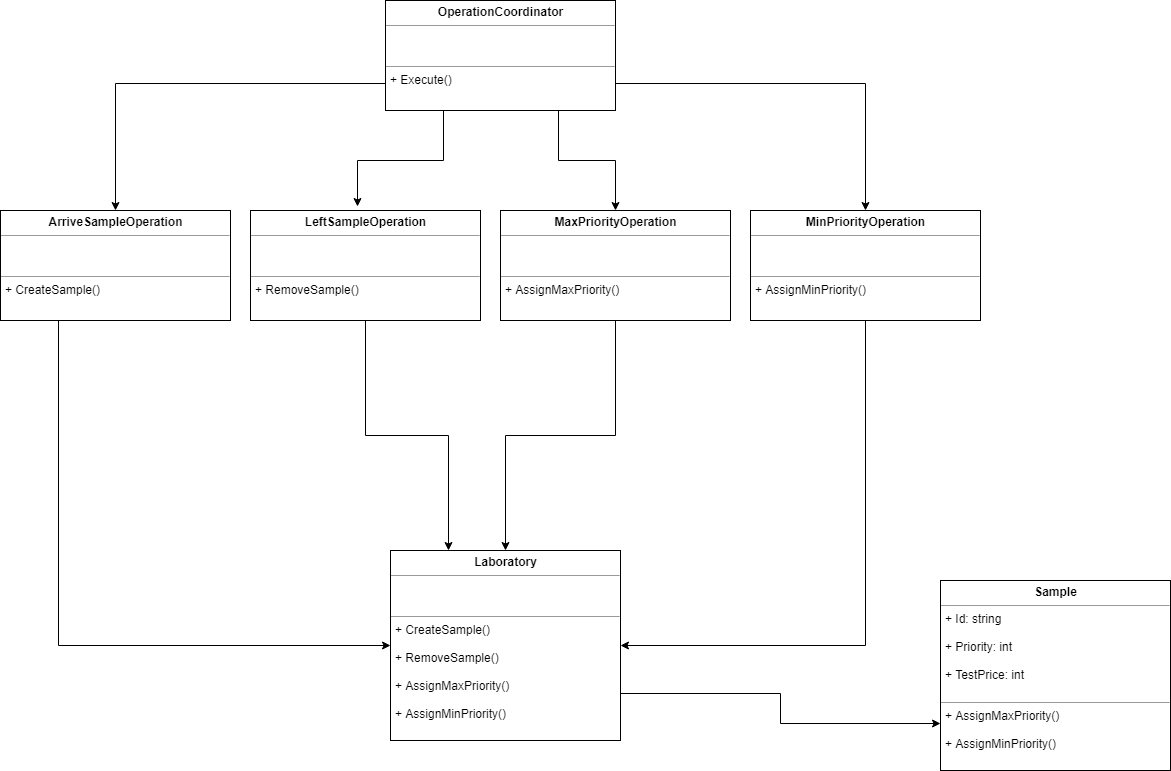 OperationCoordinator
+ Execute()
ArriveSampleOperation
+ CreateSample()
LeftSampleOperation
+ RemoveSample()
MaxPriorityOperation
+ AssignMaxPriority()
MinPriorityOperation
+ AssignMinPriority()
Laboratory
+ CreateSample()
+ RemoveSample()
+ AssignMaxPriority()
+ AssignMinPriority()
Sample
+ Id: string
+ Priority: int
+ TestPrice: int
+ AssignMaxPriority()
+ AssignMinPriority()